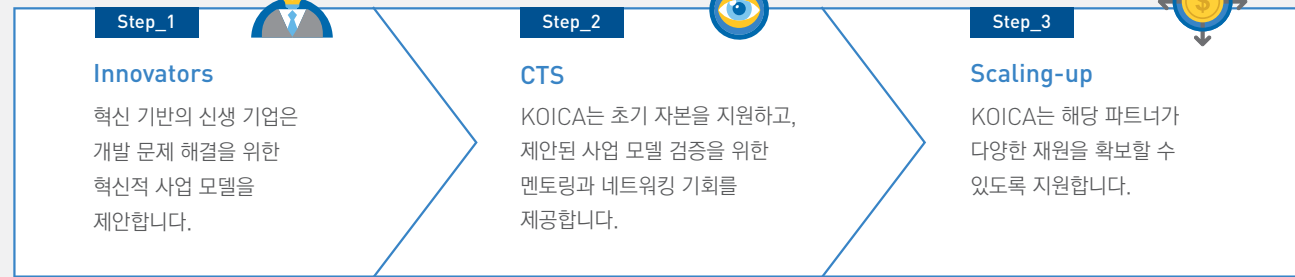 Step_1
Innovators
혁신 기반의 신생 기업은
개발 문제 해결을 위한
혁신적 사업 모델을
제안합니다.
Step_2
CTS
KOICA는 초기 자본을 지원하고,
제안된 사업 모델 검증을 위한
멘토링과 네트워킹 기회를
제공합니다.
Step_3
$
Scaling-up
KOICA는 해당 파트너가
다양한 재원을 확보할 수
있도록 지원합니다.